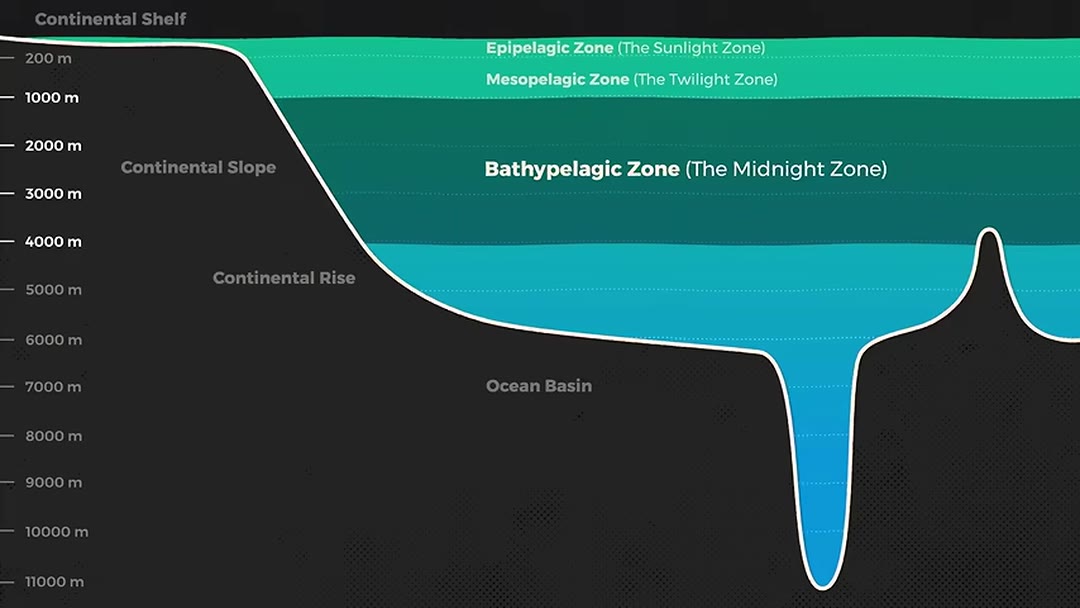 Continental Shelf
Epipelagic Zone (The Sunlight Zone)
200 m
Mesopelagic Zone (The Twilight Zone)
1000 m
2000 m
Continental Slope
Bathypelagic Zone (The Midnight Zone)
3000 m
4000 m
Continental Rise
5000 m
6000 m
7000 m
Ocean Basin
8000 m
9000 m
10000 m
11000 m